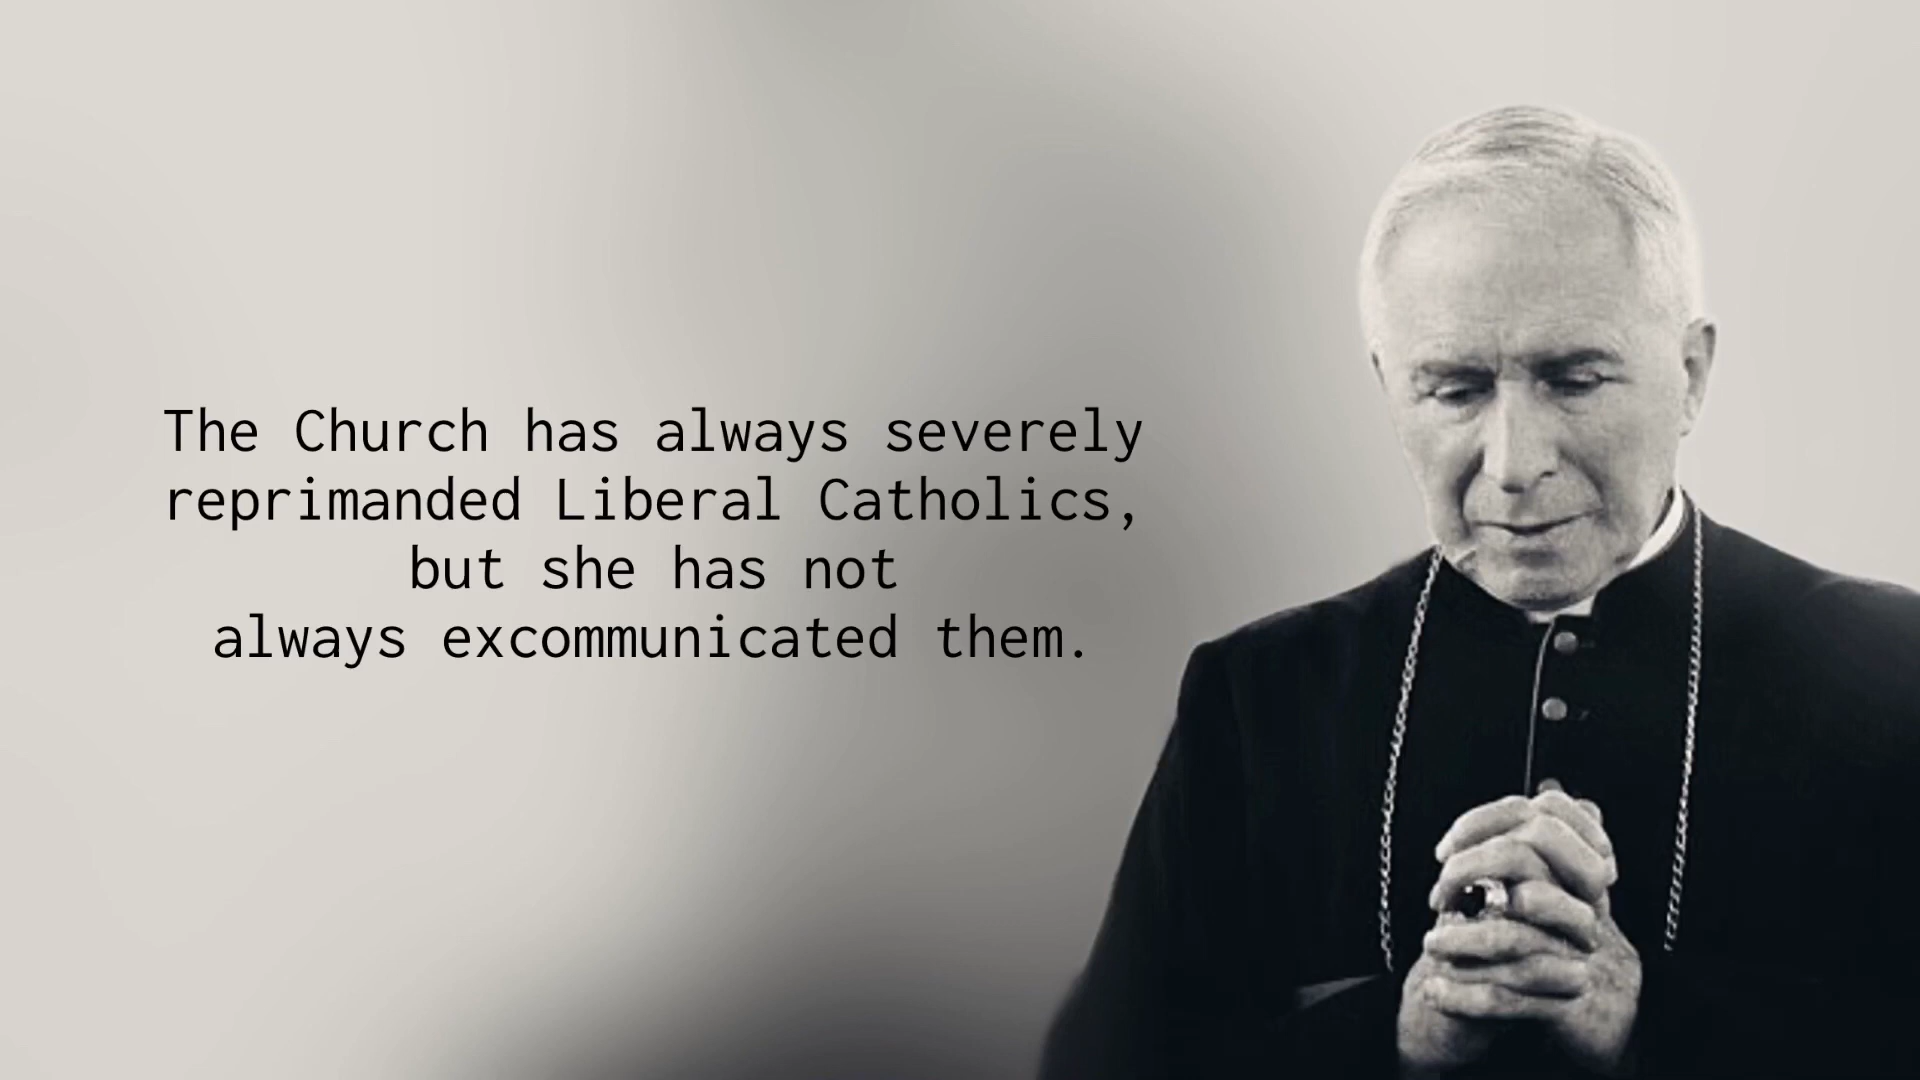 The Church has always severely
reprimanded Liberal Catholics,
but she has not
always excommunicated them.